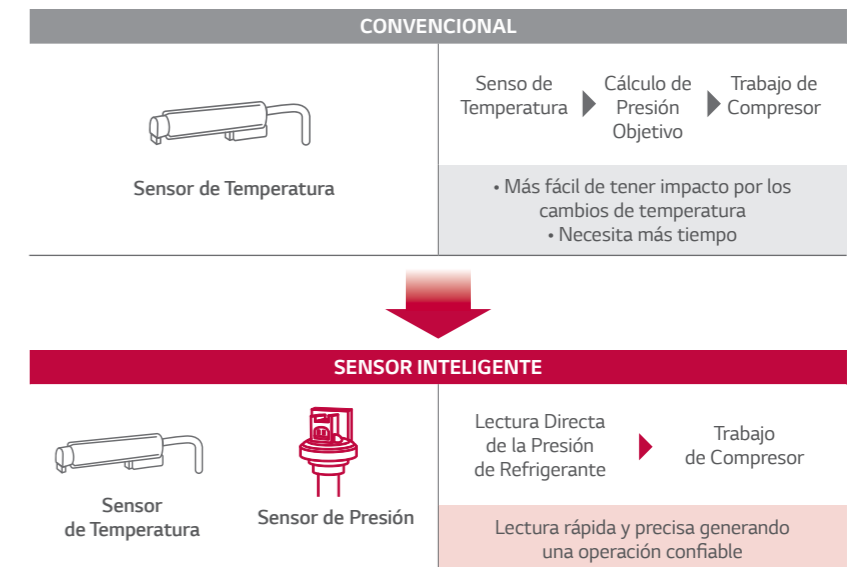 CONVENCIONAL
Sensor de Temperatura
Senso de
Temperatura
Cálculo de
Presión
Objetivo
Trabajo de
Compresor
• Más fácil de tener impacto por los
cambios de temperatura
• Necesita más tiempo
SENSOR INTELIGENTE
Sensor
de Temperatura
Sensor de Presión
Lectura Directa
de la Presión
de Refrigerante
Trabajo
de Compresor
Lectura rápida y precisa generando
una operación confiable